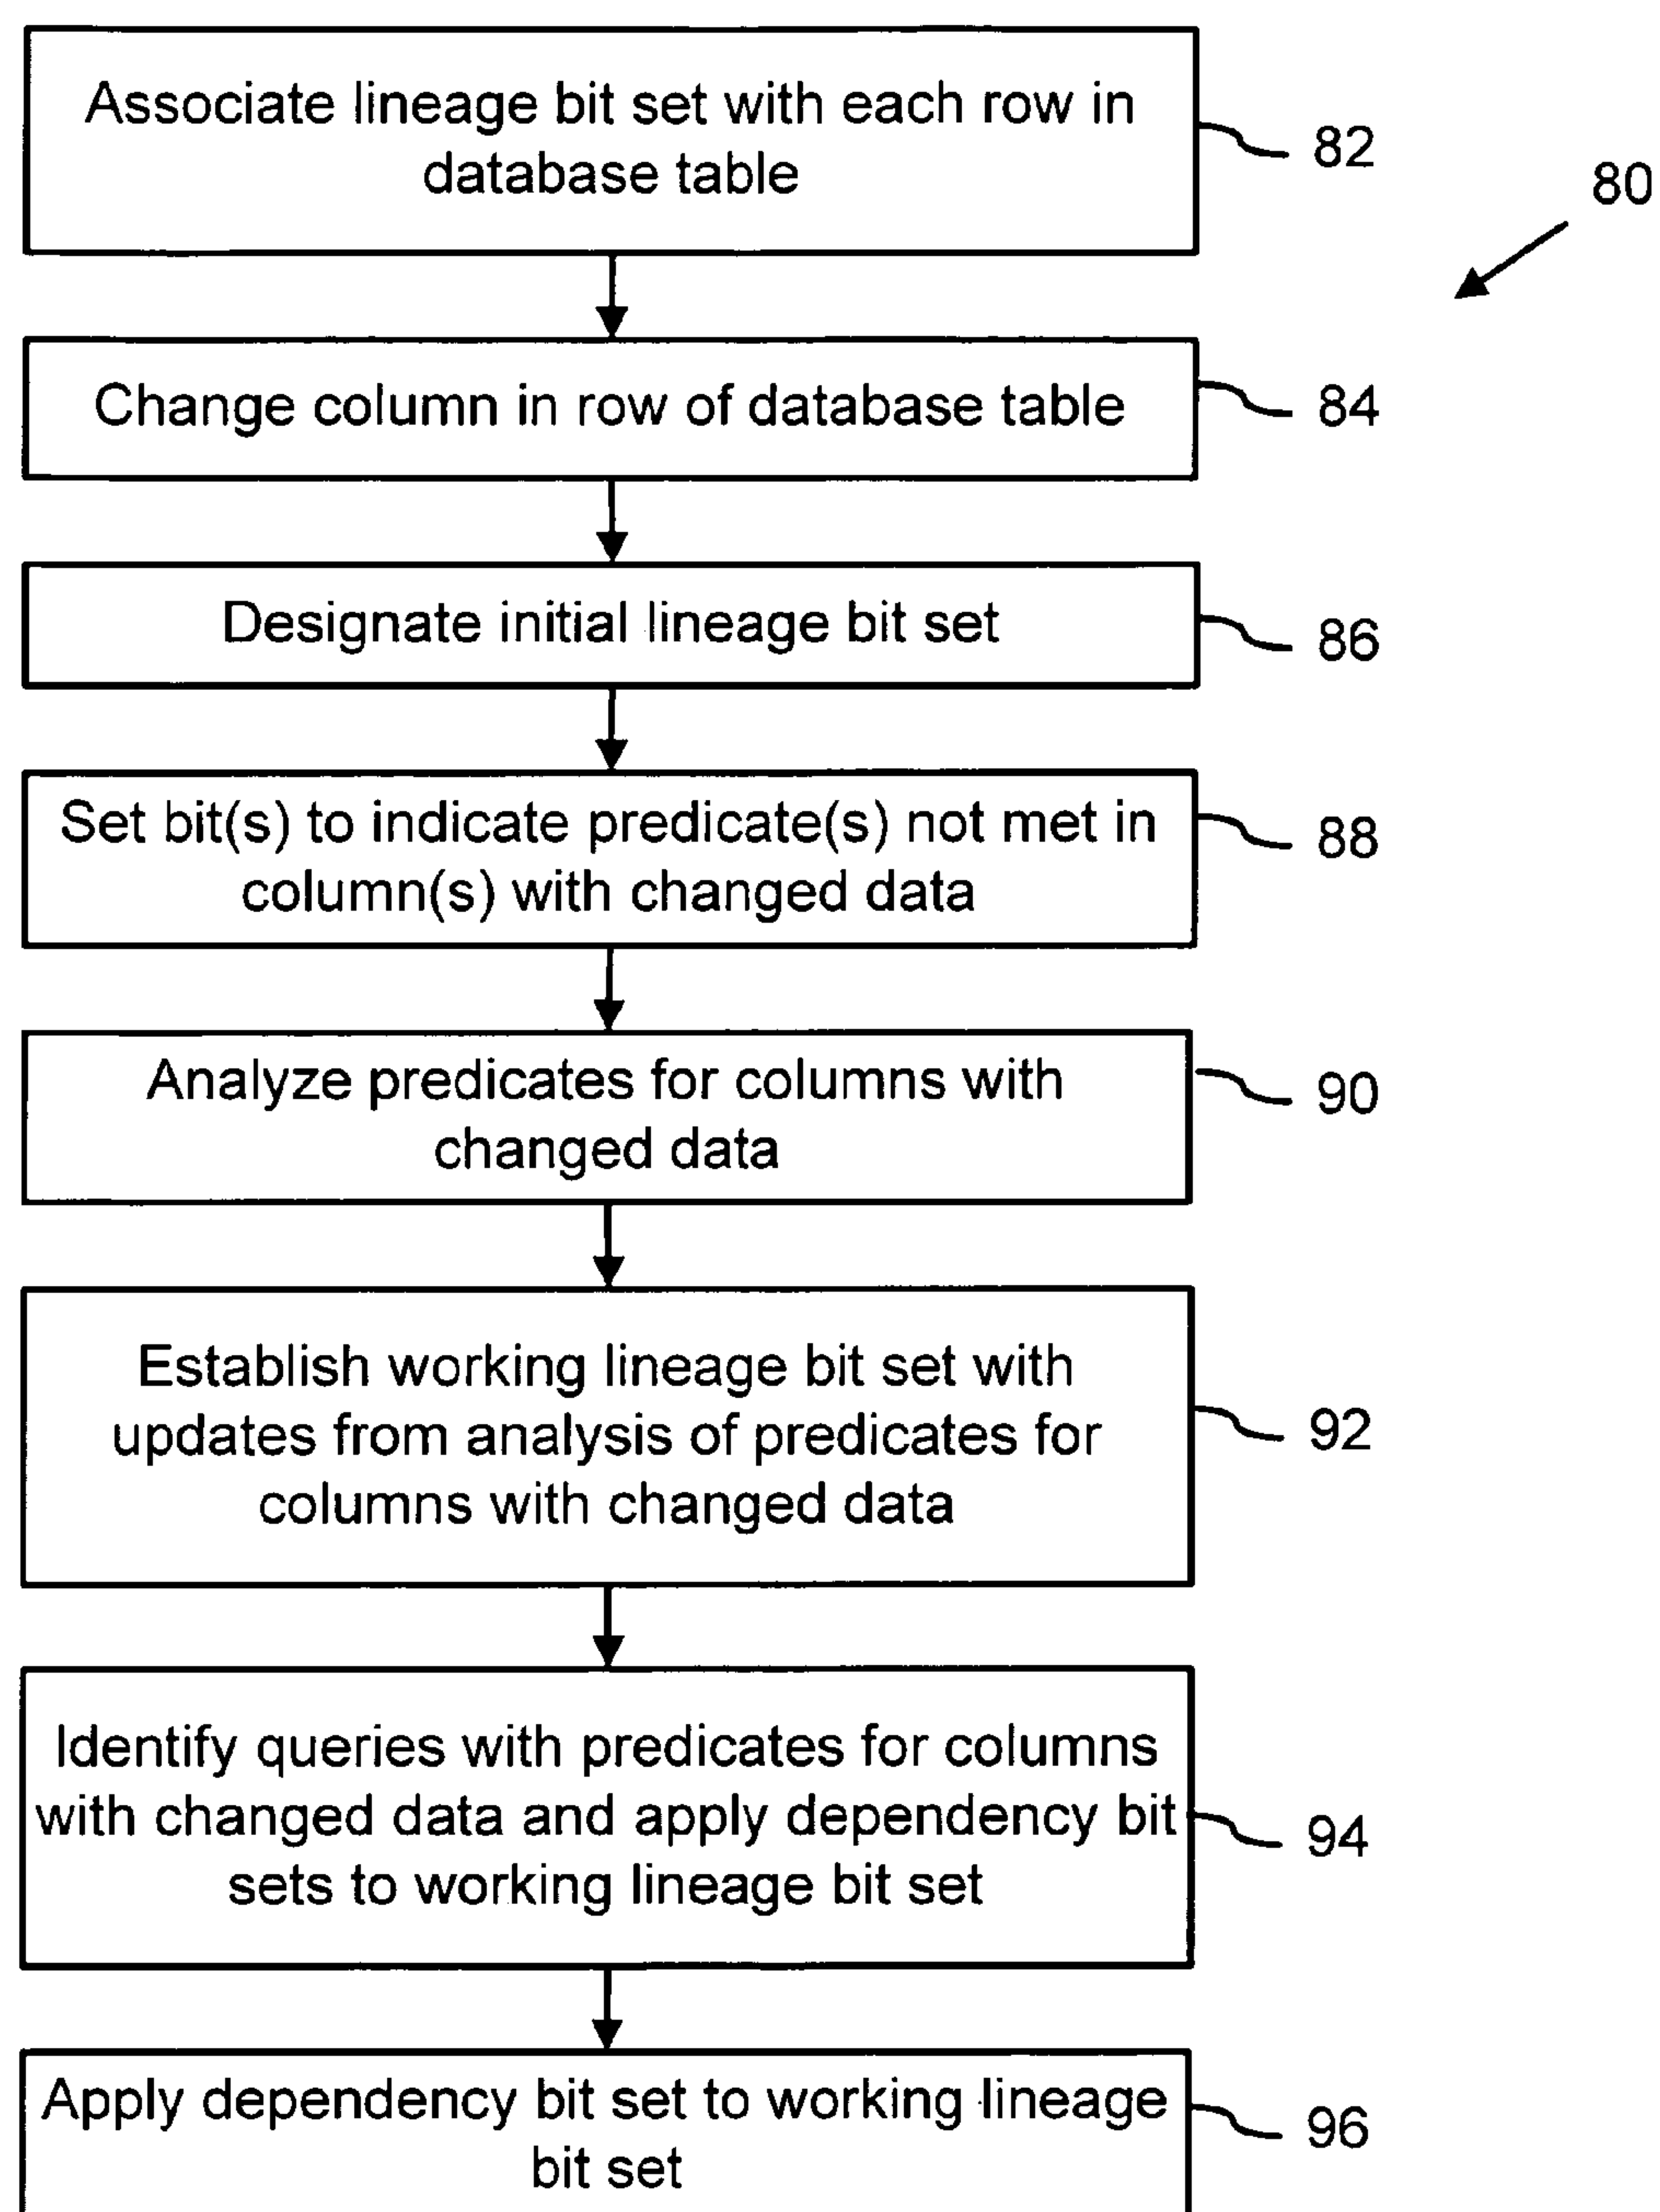 Associate lineage bit set with each row in
database table
82
80
Change column in row of database table
84
Designate initial lineage bit set
86
Set bit(s) to indicate predicate(s) not met in
column(s) with changed data
88
Analyze predicates for columns with
changed data
90
Establish working lineage bit set with
updates from analysis of predicates for
columns with changed data
92
Identify queries with predicates for columns
with changed data and apply dependency bit
sets to working lineage bit set
94
Apply dependency bit set to working lineage
bit set
96